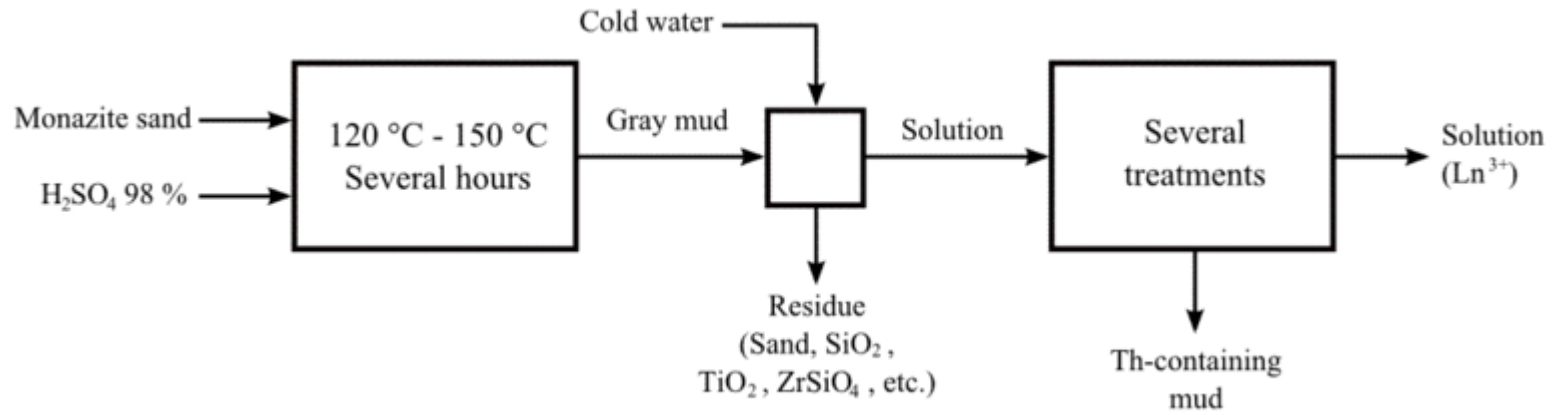 Cold water
Monazite sand
H₂SO₄ 98 %
120 °C - 150 °C
Several hours
Gray mud
Solution
Several
treatments
Solution
(Ln³⁺)
Residue
(Sand, SiO₂ ,
TiO₂ , ZrSiO₄ , etc.)
Th-containing
mud